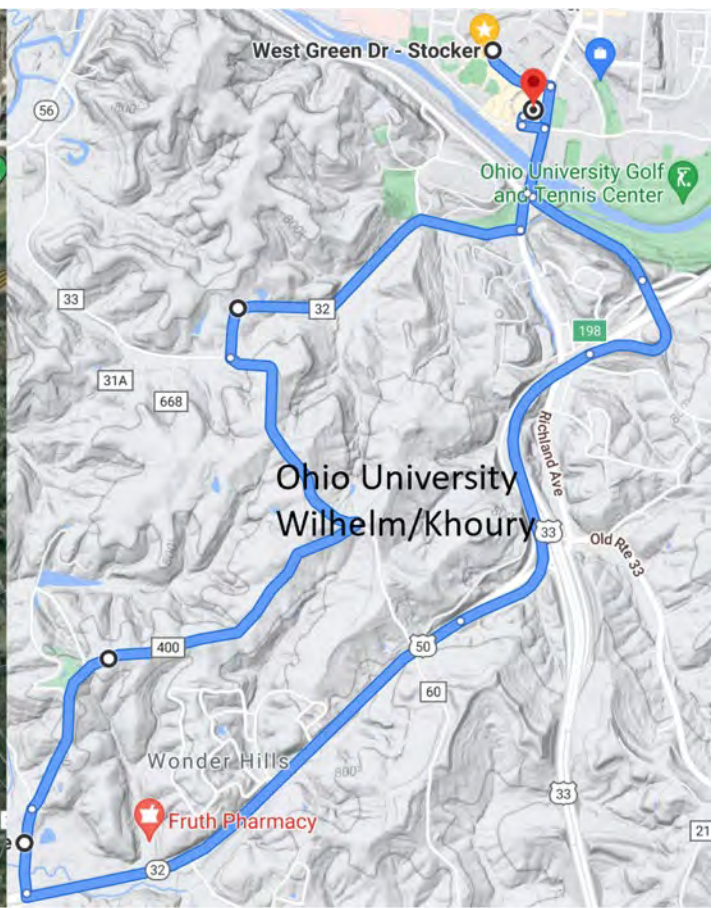 West Green Dr - Stocker
56
Ohio University Golf
and Tennis Center
33
32
198
31A
668
Richland Ave
Ohio University
Wilhelm/Khoury
33
Old Rte 33
400
50
60
Wonder Hills
800
33
Fruth Pharmacy
21
e
32